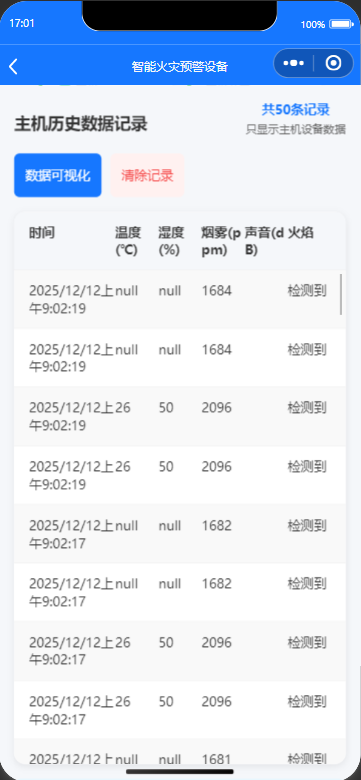 17:01
100%
智能火灾预警设备
主机历史数据记录
共50条记录
只显示主机设备数据
数据可视化
清除记录
时间 温度(℃) 湿度(%) 烟雾(ppm) 声音(dB) 火焰
2025/12/12上午9:02:19 null null 1684 检测到
2025/12/12上午9:02:19 null null 1684 检测到
2025/12/12上午9:02:19 26 50 2096 检测到
2025/12/12上午9:02:19 26 50 2096 检测到
2025/12/12上午9:02:17 null null 1682 检测到
2025/12/12上午9:02:17 null null 1682 检测到
2025/12/12上午9:02:17 26 50 2096 检测到
2025/12/12上午9:02:17 26 50 2096 检测到
2025/12/12上 null null 1681 检测到